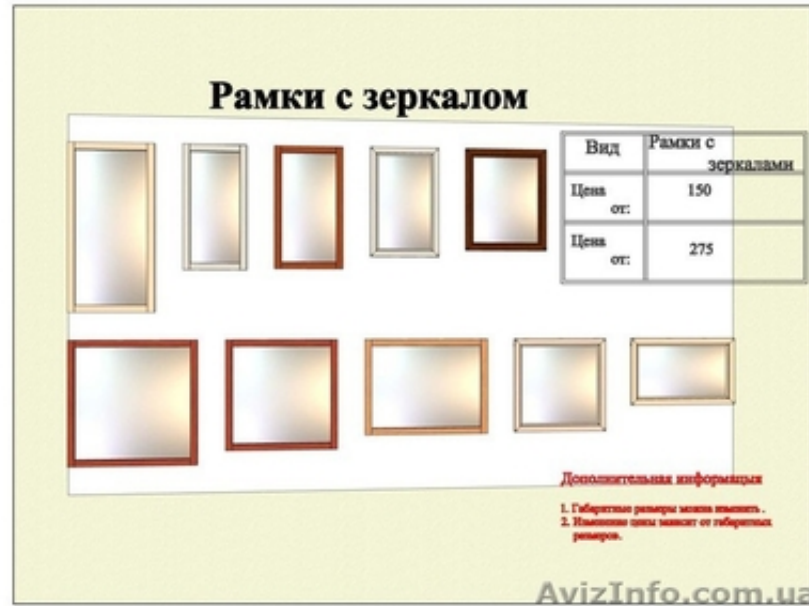 Рамки с зеркалом
Вид
Рамки с
зеркалами
Цена
от:
150
Цена
от:
275
Дополнительная информация
1. Габаритные размеры можно изменить .
2. Изменение цены зависит от габаритных
размеров.
AvizInfo.com.ua